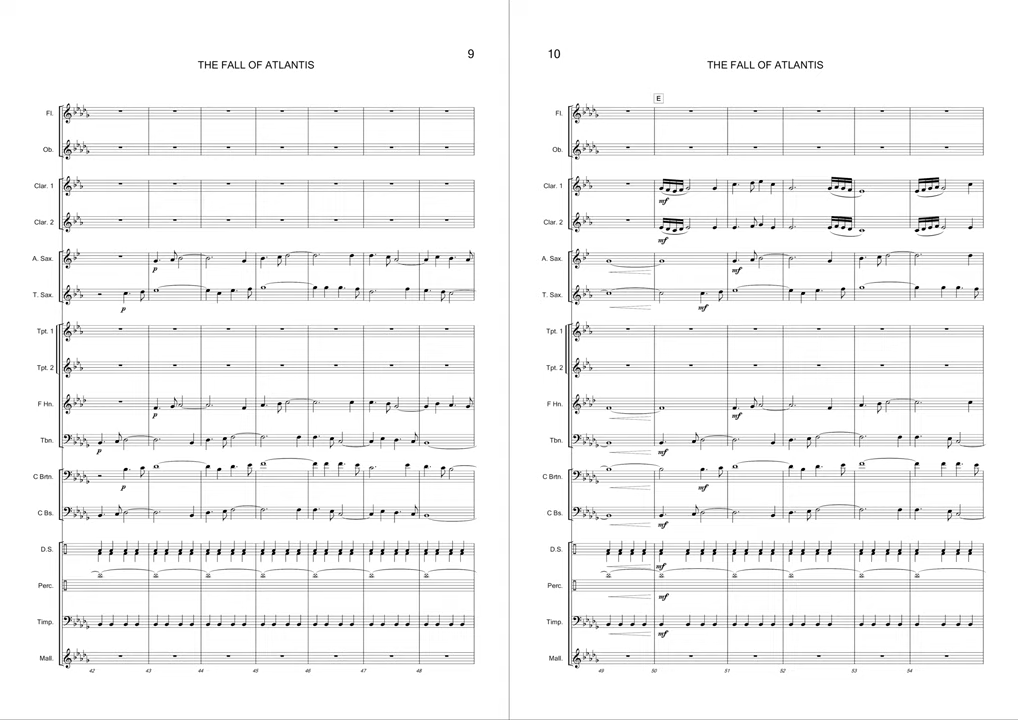 9
THE FALL OF ATLANTIS
Fl.
Ob.
Clar. 1
Clar. 2
A. Sax.
p
T. Sax.
p
Tpt. 1
Tpt. 2
F Hn.
p
Tbn.
p
C Brtn.
p
C Bs.
D.S.
Perc.
Timp.
Mall.
42 43 44 45 46 47 48
10
THE FALL OF ATLANTIS
E
Fl.
Ob.
Clar. 1
mf
Clar. 2
mf
A. Sax.
mf
T. Sax.
mf
Tpt. 1
Tpt. 2
F Hn.
mf
Tbn.
mf
C Brtn.
mf
C Bs.
mf
D.S.
mf
Perc.
mf
Timp.
mf
Mall.
49 50 51 52 53 54